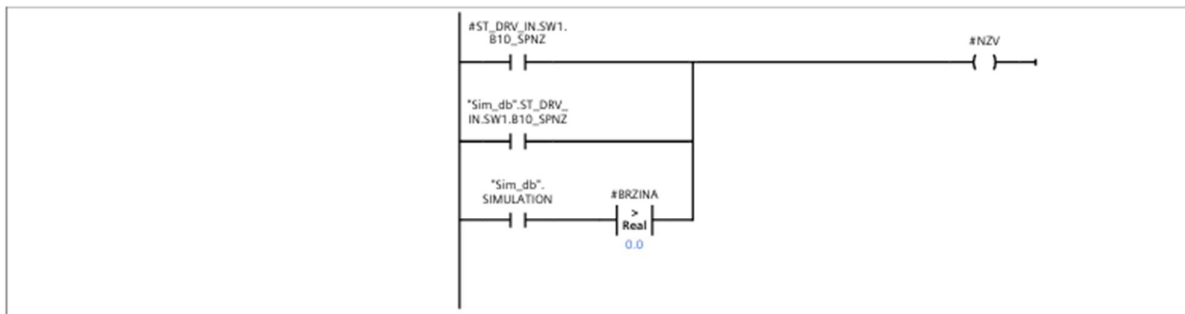 #ST_DRV_IN.SW1.
B10_SPNZ
#NZV
"Sim_db".ST_DRV_
IN.SW1.B10_SPNZ
"Sim_db".
SIMULATION
#BRZINA
>
Real
0.0